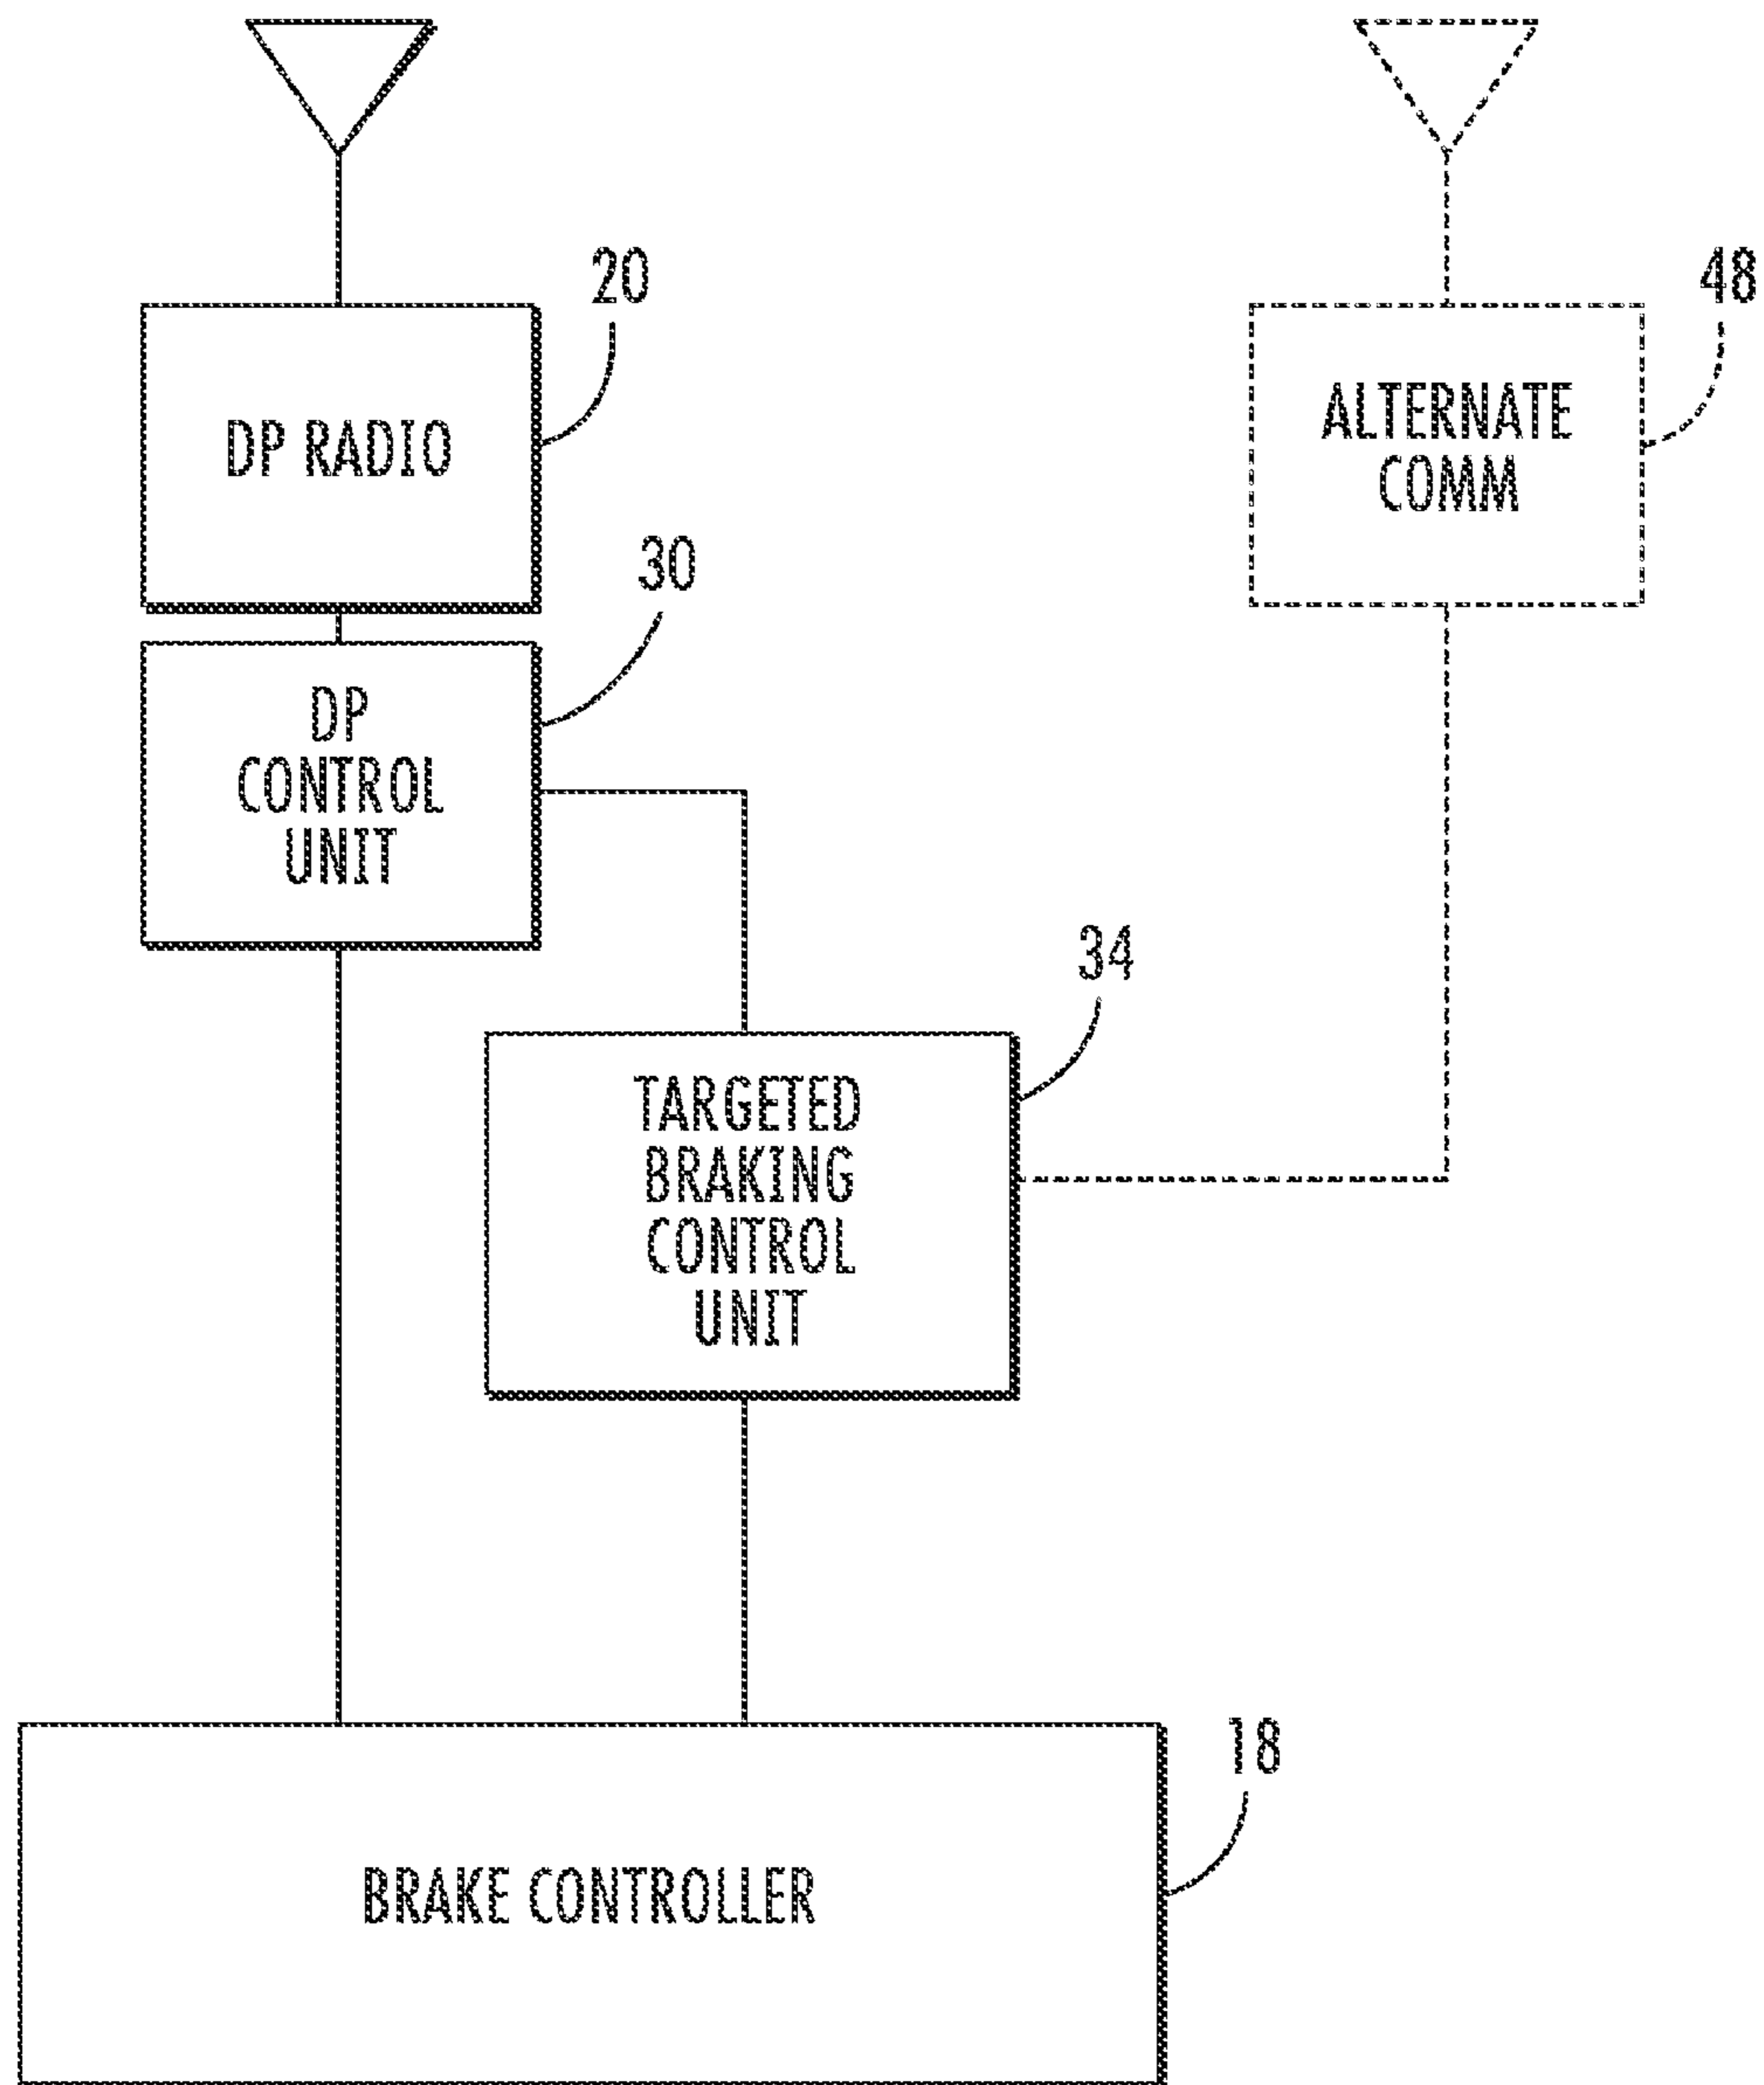 20
48
DP RADIO
ALTERNATE
COMM
30
DP
CONTROL
UNIT
34
TARGETED
BRAKING
CONTROL
UNIT
18
BRAKE CONTROLLER